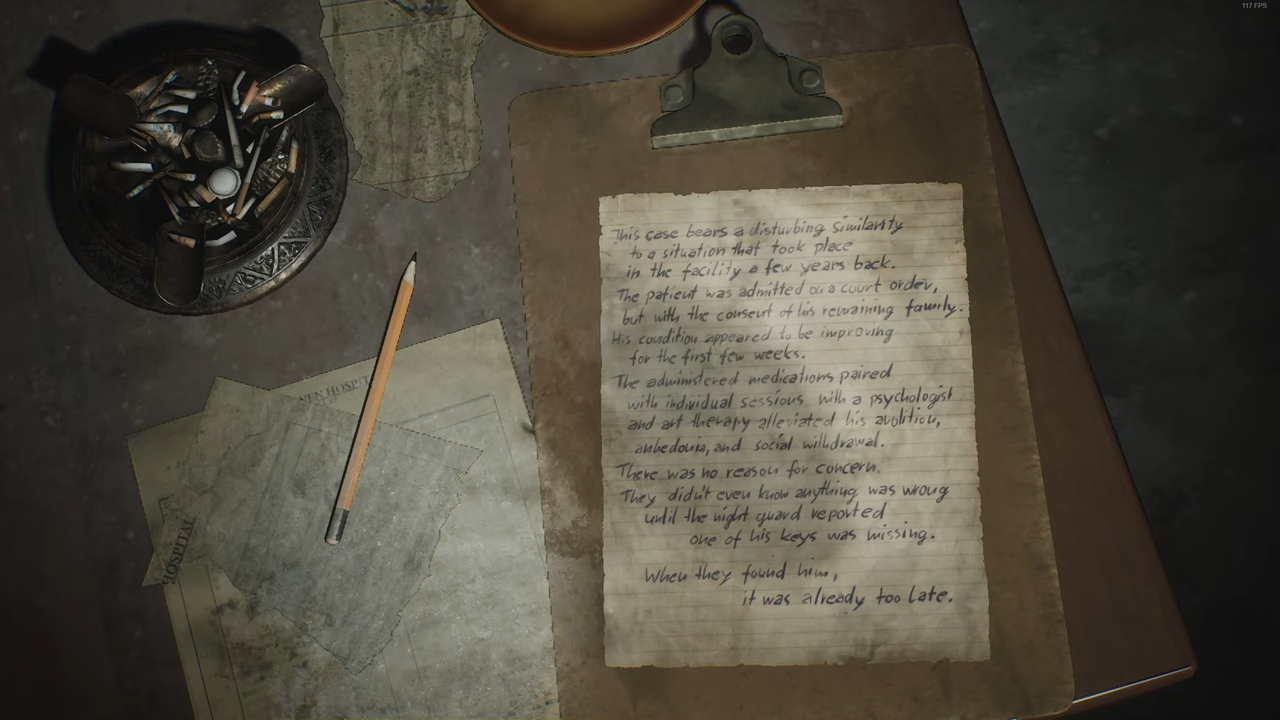 117 FPS
This case bears a disturbing similarity
to a situation that took place
in the facility a few years back.
The patient was admitted on a court order,
but with the consent of his remaining family.
His condition appeared to be improving
for the first few weeks.
The administered medications paired
with individual sessions with a psychologist
and art therapy alleviated his avolition,
anhedonia, and social withdrawal.
There was no reason for concern.
They didn't even know anything was wrong
until the night guard reported
one of his keys was missing.
When they found him,
it was already too late.
HOSPITAL